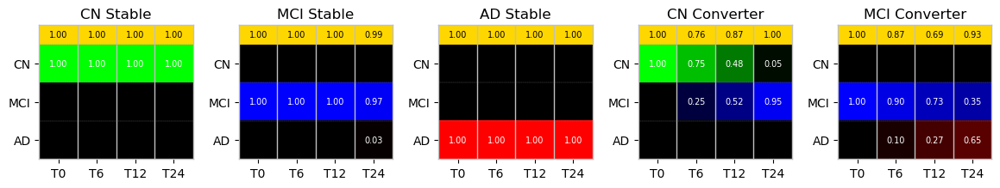 CN Stable MCI Stable AD Stable CN Converter MCI Converter
1.00 1.00 1.00 1.00 1.00 1.00 1.00 0.99 1.00 1.00 1.00 1.00 1.00 0.76 0.87 1.00 1.00 0.87 0.69 0.93
CN 1.00 1.00 1.00 1.00 CN CN CN 1.00 0.75 0.48 0.05 CN
MCI MCI 1.00 1.00 1.00 0.97 MCI MCI 0.25 0.52 0.95 MCI 1.00 0.90 0.73 0.35
AD AD 0.03 AD 1.00 1.00 1.00 1.00 AD AD 0.10 0.27 0.65
T0 T6 T12 T24 T0 T6 T12 T24 T0 T6 T12 T24 T0 T6 T12 T24 T0 T6 T12 T24